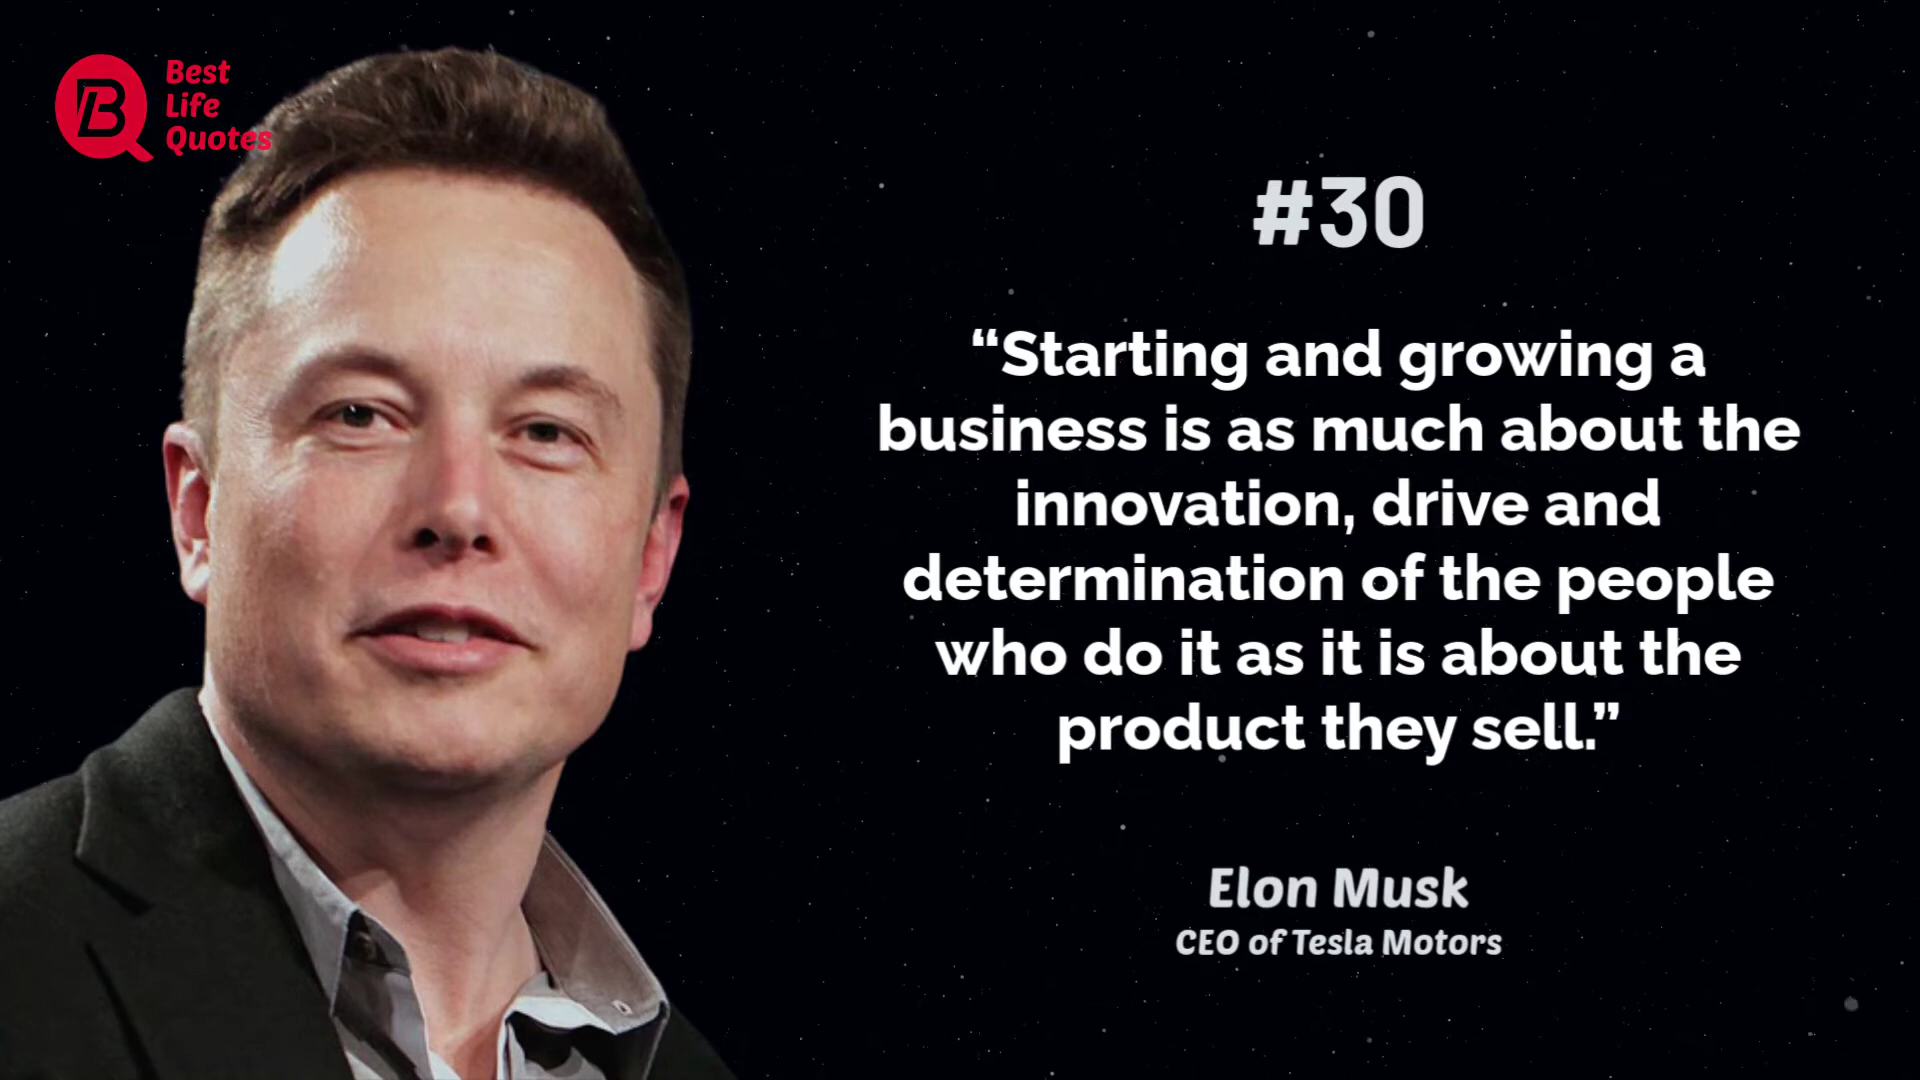 Best
Life
Quotes
#30
“Starting and growing a
business is as much about the
innovation, drive and
determination of the people
who do it as it is about the
product they sell.”
Elon Musk
CEO of Tesla Motors